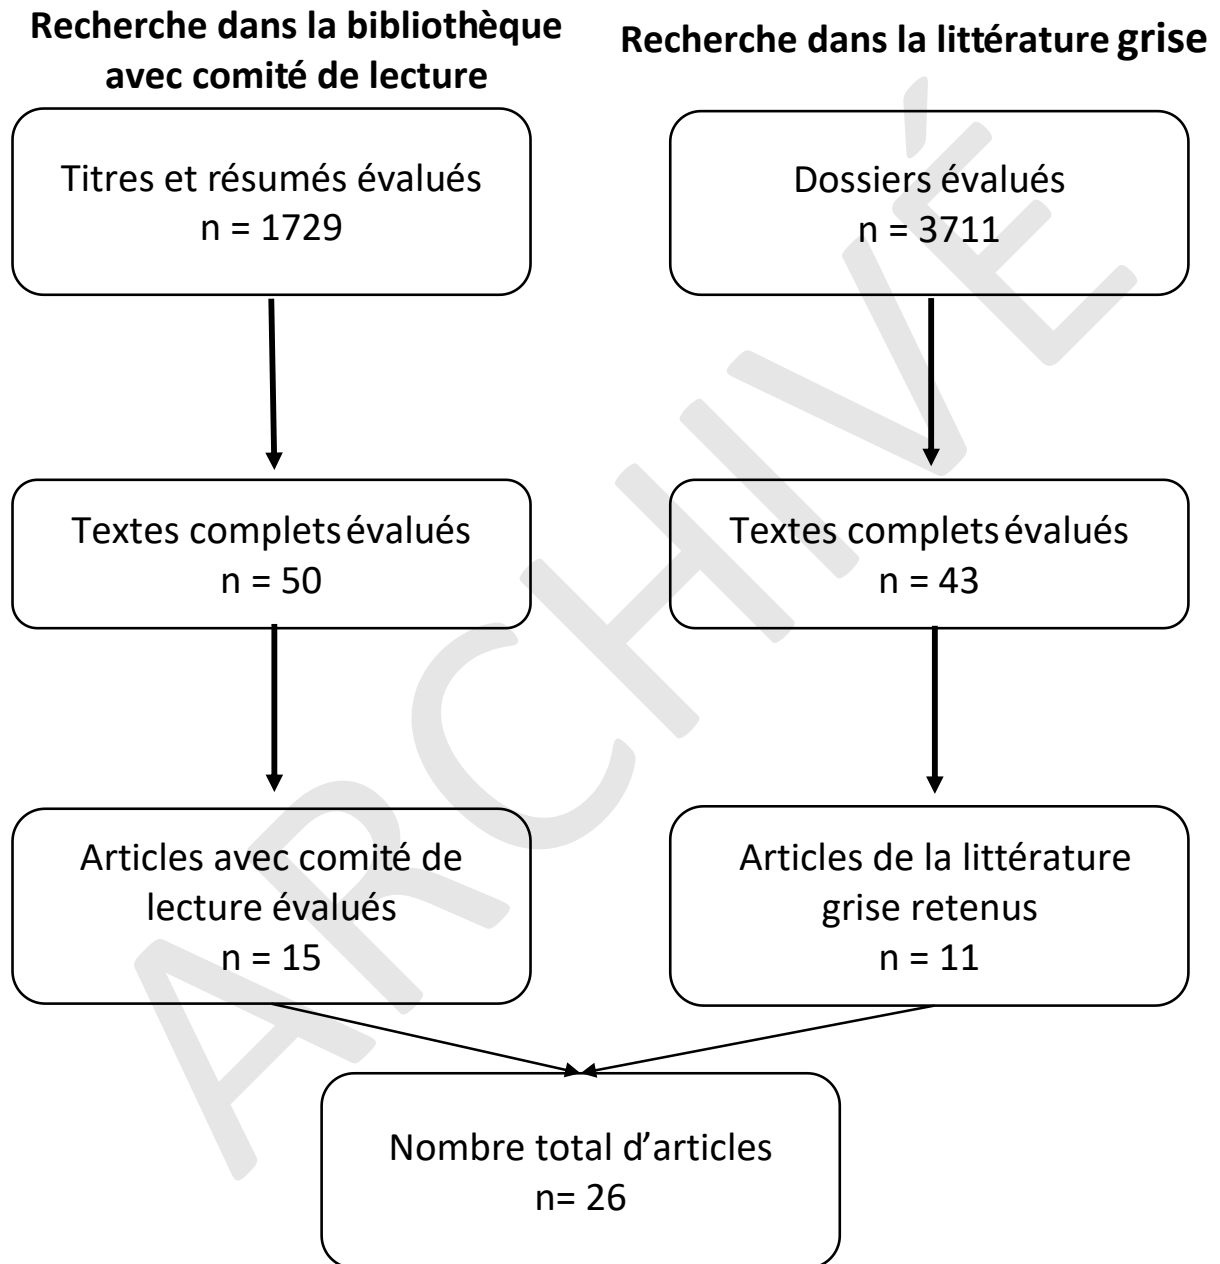 Recherche dans la bibliothèque
avec comité de lecture
Titres et résumés évalués
n = 1729
Textes complets évalués
n = 50
Articles avec comité de
lecture évalués
n = 15
Recherche dans la littérature grise
Dossiers évalués
n = 3711
Textes complets évalués
n = 43
Articles de la littérature
grise retenus
n = 11
Nombre total d’articles
n= 26
ARCHIVÉ